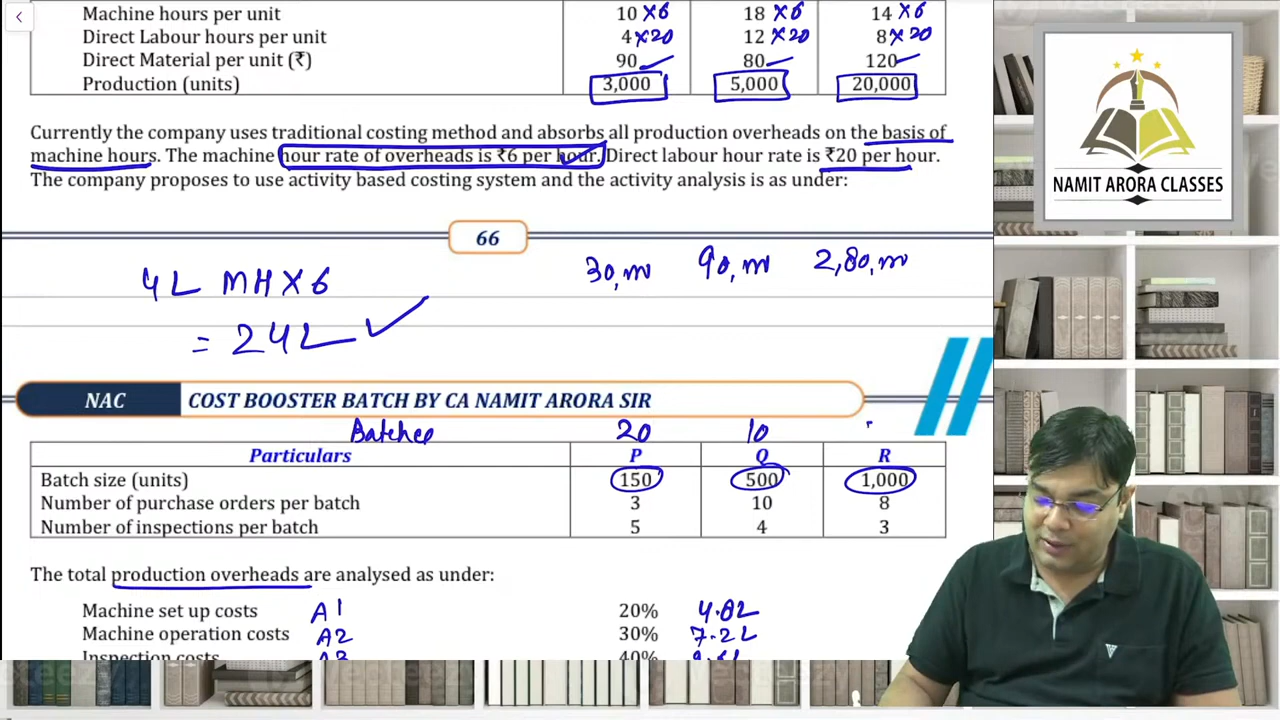 Machine hours per unit 10 ×6 18 ×6 14 ×6
Direct Labour hours per unit 4 ×20 12 ×20 8 ×20
Direct Material per unit (₹) 90 80 120
Production (units) 3,000 5,000 20,000
Currently the company uses traditional costing method and absorbs all production overheads on the basis of
machine hours. The machine hour rate of overheads is ₹6 per hour. Direct labour hour rate is ₹20 per hour.
The company proposes to use activity based costing system and the activity analysis is as under:
66
30,m 90,m 2,80,m
4L MH×6
= 24L
NAC COST BOOSTER BATCH BY CA NAMIT ARORA SIR
Batches 20 10
Particulars P Q R
Batch size (units) 150 500 1,000
Number of purchase orders per batch 3 10 8
Number of inspections per batch 5 4 3
The total production overheads are analysed as under:
Machine set up costs A1 20% 4.8L
Machine operation costs A2 30% 7.2L
Inspection costs A3 40%
NAMIT ARORA CLASSES